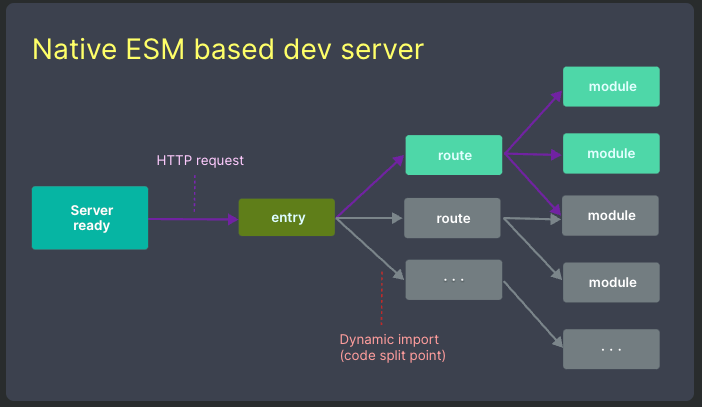 Native ESM based dev server
HTTP request
Server
ready
entry
route
route
· · ·
module
module
module
module
· · ·
Dynamic import
(code split point)